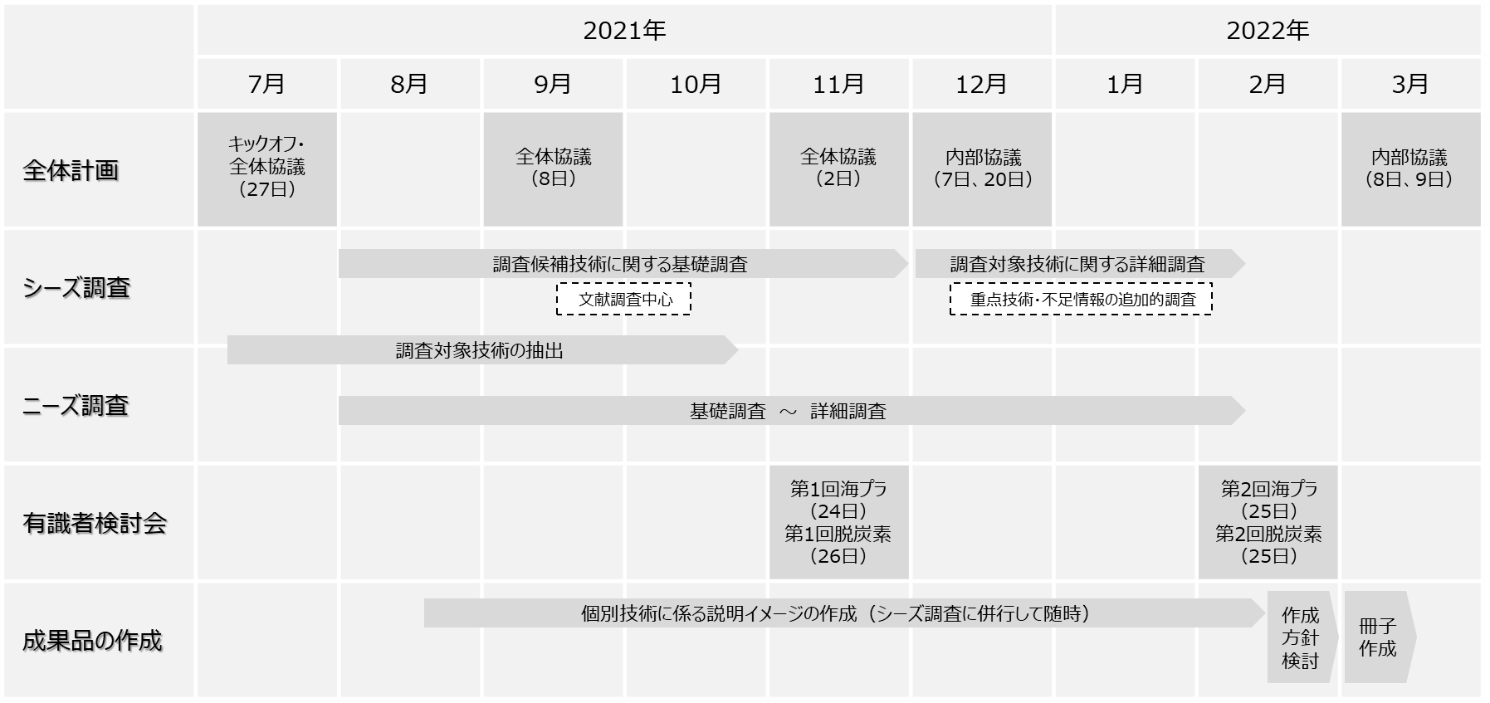 2021年
2022年
7月
8月
9月
10月
11月
12月
1月
2月
3月
全体計画
キックオフ・
全体協議
（27日）
全体協議
（8日）
全体協議
（2日）
内部協議
（7日、20日）
内部協議
（8日、9日）
シーズ調査
調査候補技術に関する基礎調査
調査対象技術に関する詳細調査
文献調査中心
重点技術・不足情報の追加的調査
調査対象技術の抽出
ニーズ調査
基礎調査　～　詳細調査
有識者検討会
第1回海プラ
（24日）
第1回脱炭素
（26日）
第2回海プラ
（25日）
第2回脱炭素
（25日）
成果品の作成
個別技術に係る説明イメージの作成（シーズ調査に併行して随時）
作成
方針
検討
冊子
作成